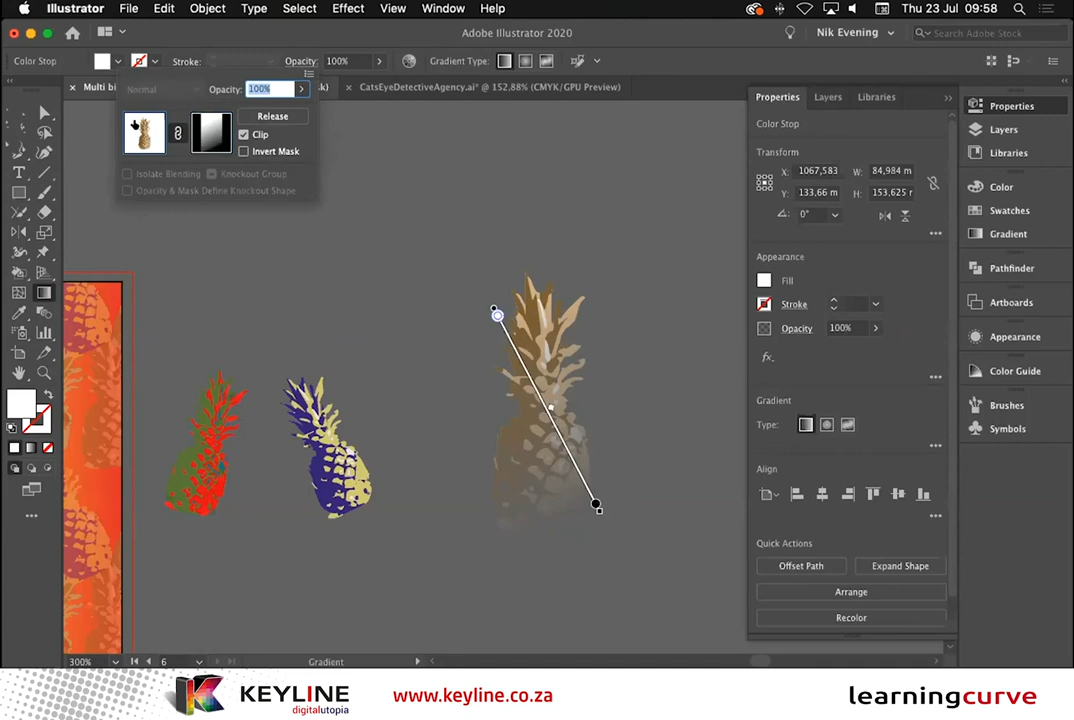 Illustrator File Edit Object Type Select Effect View Window Help Thu 23 Jul 09:58
Adobe Illustrator 2020 Nik Evening Search Adobe Stock
Color Stop Stroke: Opacity: 100% Gradient Type:
Multi bi k) CatsEyeDetectiveAgency.ai* @ 152,88% (CMYK/GPU Preview)
Normal Opacity: 100%
Release
Clip
Invert Mask
Isolate Blending Knockout Group
Opacity & Mask Define Knockout Shape
Properties Layers Libraries
Color Stop
Transform
X: 1067,583 W: 84,984 m
Y: 133,66 m H: 153,625 r
0°
Appearance
Fill
Stroke
Opacity 100%
fx.
Gradient
Type:
Align
Quick Actions
Offset Path Expand Shape
Arrange
Recolor
Properties
Layers
Libraries
Color
Swatches
Gradient
Pathfinder
Artboards
Appearance
Color Guide
Brushes
Symbols
300% 6 Gradient
KEYLINE
digitalutopia
www.keyline.co.za
learningcurve